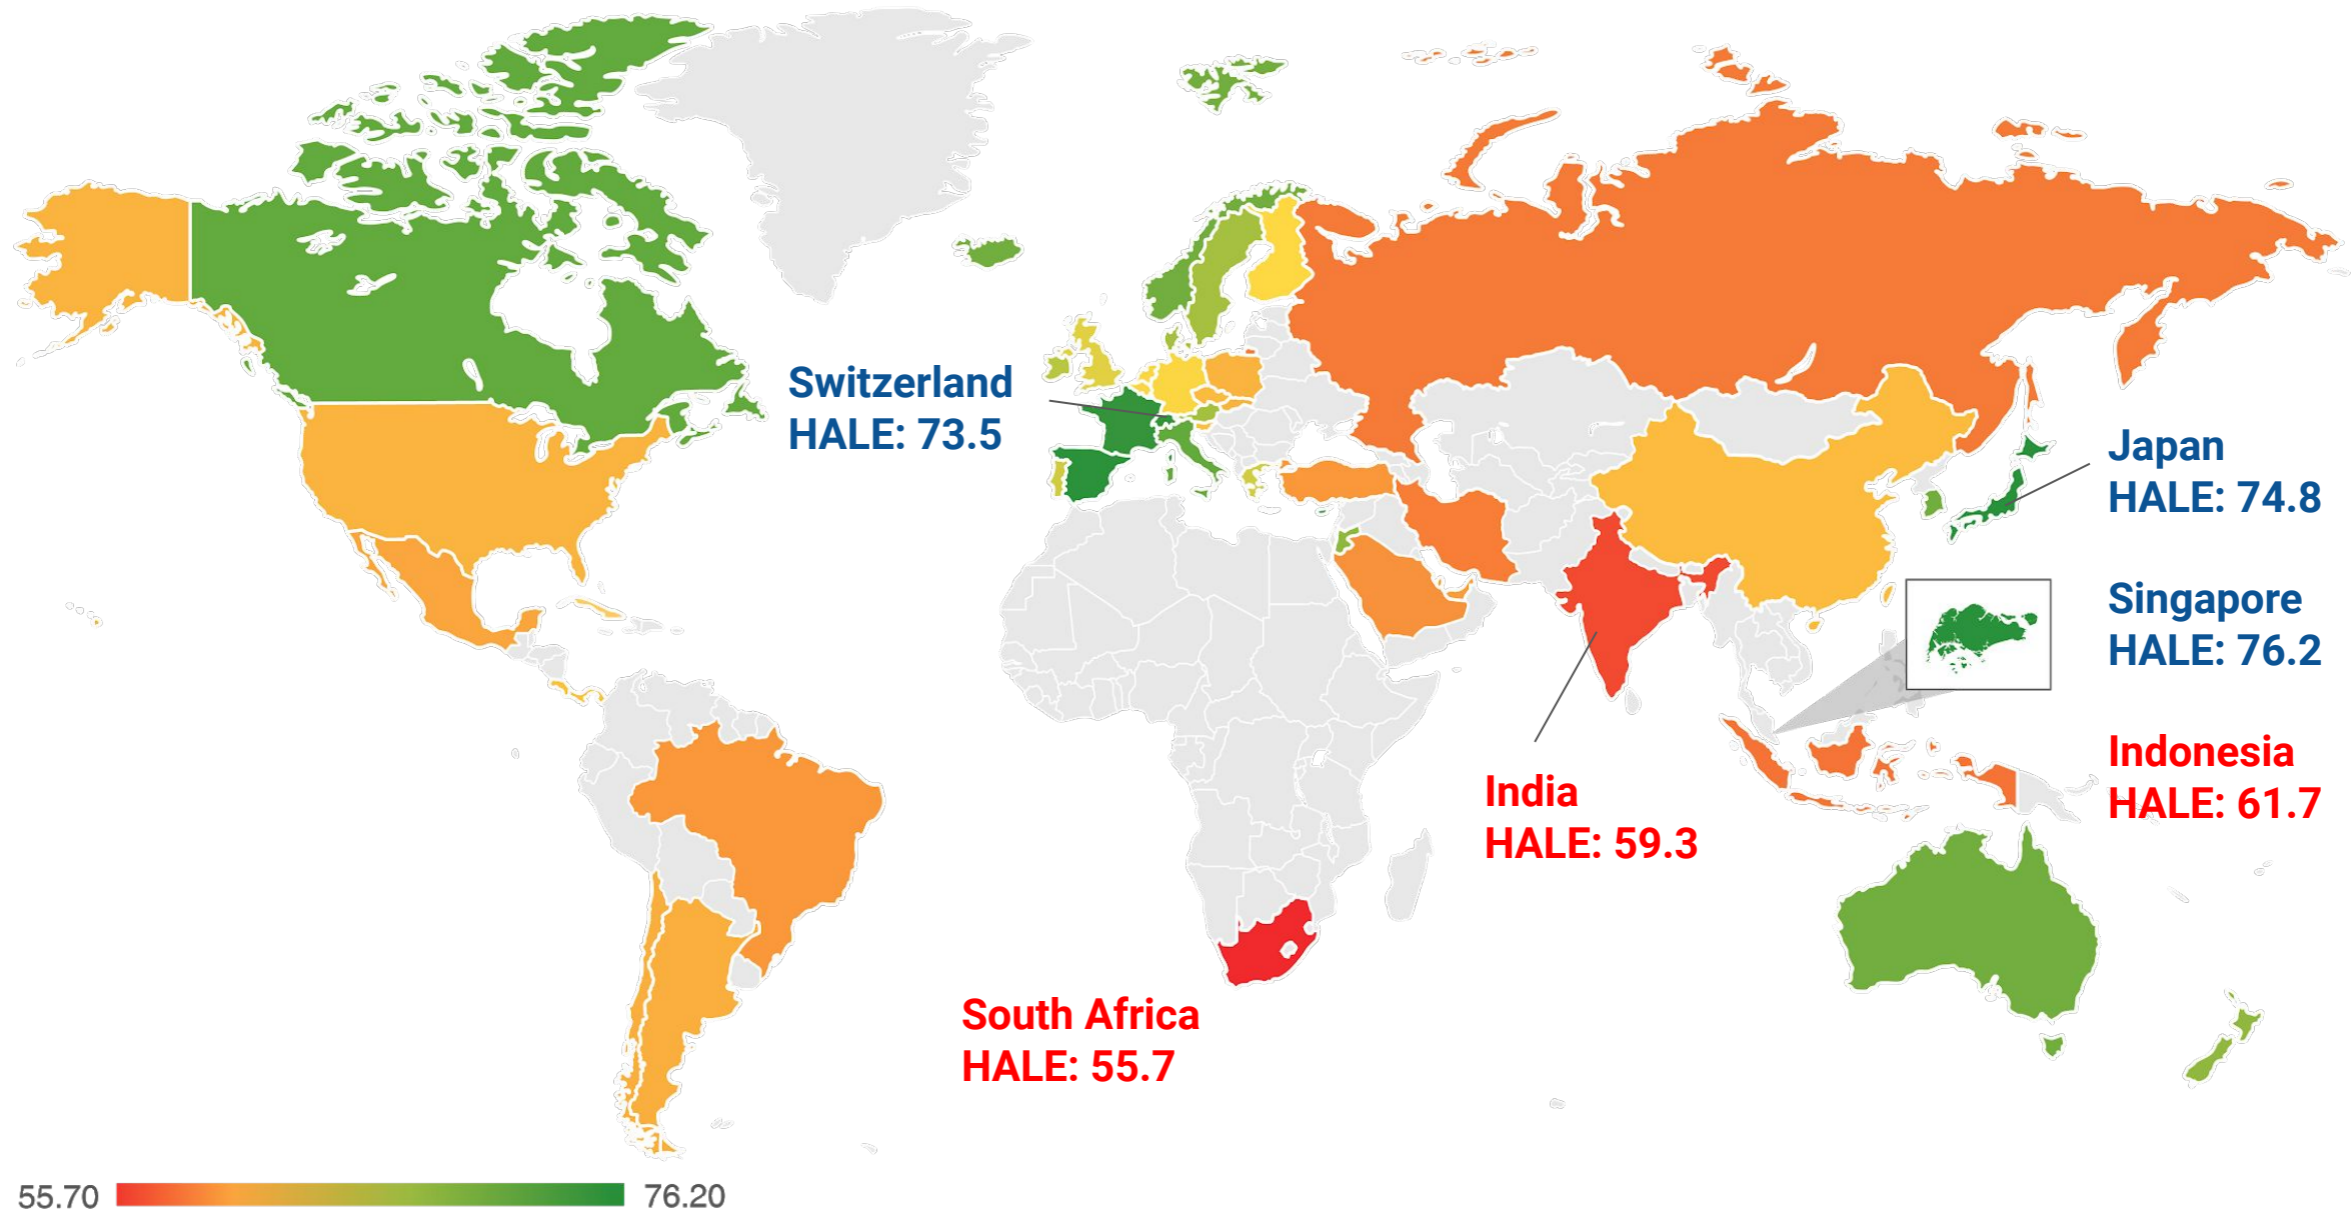 Switzerland
HALE: 73.5
Japan
HALE: 74.8
Singapore
HALE: 76.2
Indonesia
HALE: 61.7
India
HALE: 59.3
South Africa
HALE: 55.7
55.70
76.20